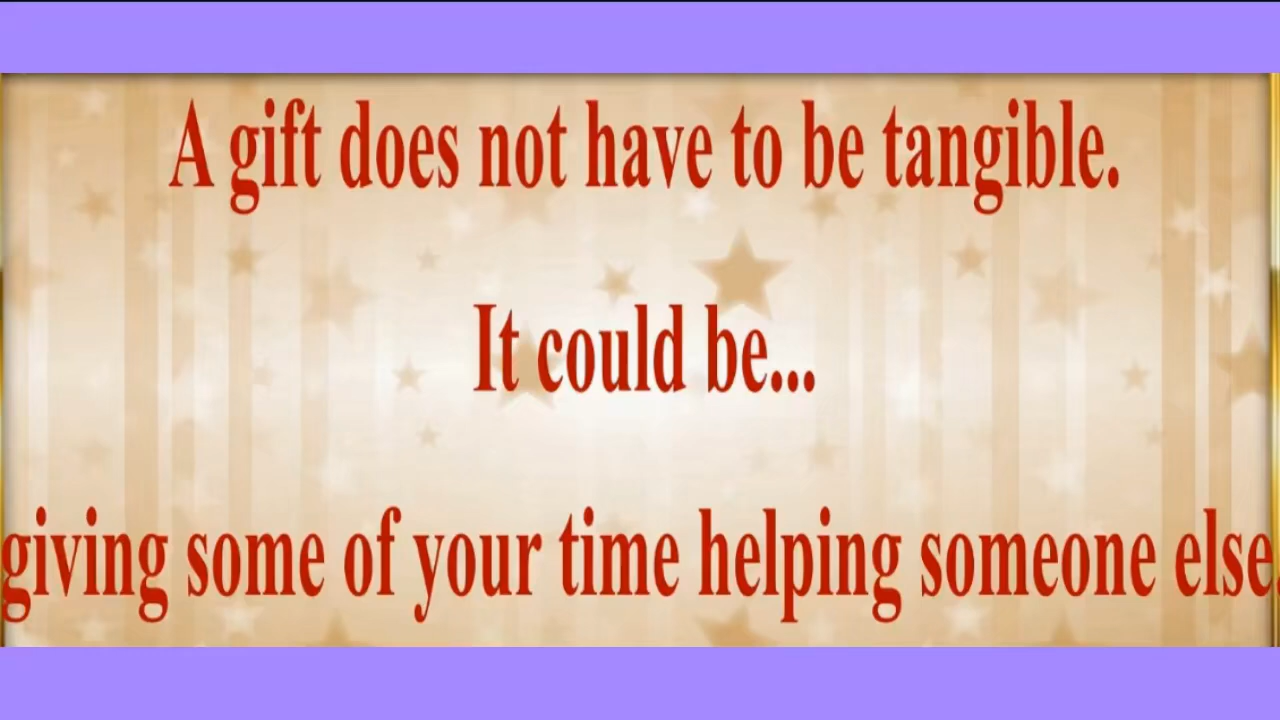 A gift does not have to be tangible.
It could be...
giving some of your time helping someone else.